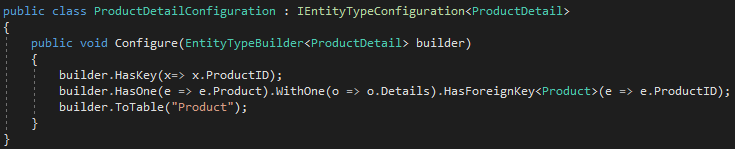 public class ProductDetailConfiguration : IEntityTypeConfiguration<ProductDetail>
{
    public void Configure(EntityTypeBuilder<ProductDetail> builder)
    {
        builder.HasKey(x=> x.ProductID);
        builder.HasOne(e => e.Product).WithOne(o => o.Details).HasForeignKey<Product>(e => e.ProductID);
        builder.ToTable("Product");
    }
}